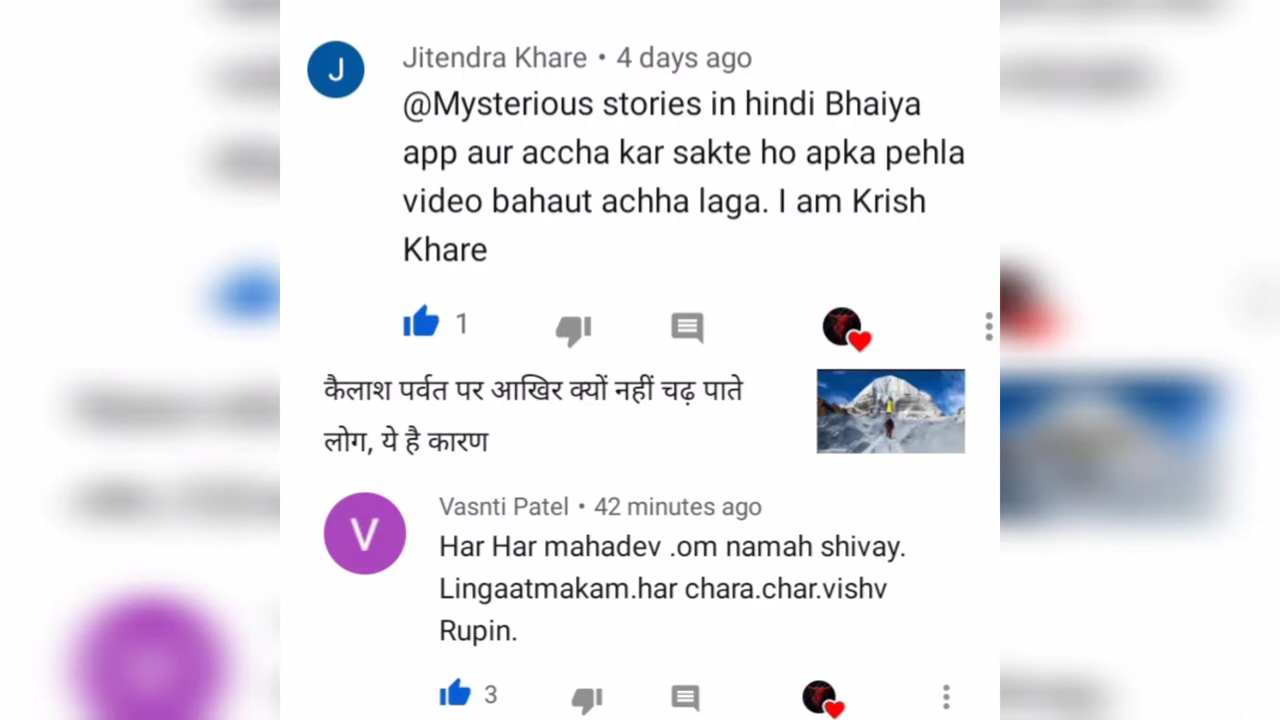 J
Jitendra Khare • 4 days ago
@Mysterious stories in hindi Bhaiya
app aur accha kar sakte ho apka pehla
video bahaut achha laga. I am Krish
Khare
1
कैलाश पर्वत पर आखिर क्यों नहीं चढ़ पाते
लोग, ये है कारण
V
Vasnti Patel • 42 minutes ago
Har Har mahadev .om namah shivay.
Lingaatmakam.har chara.char.vishv
Rupin.
3